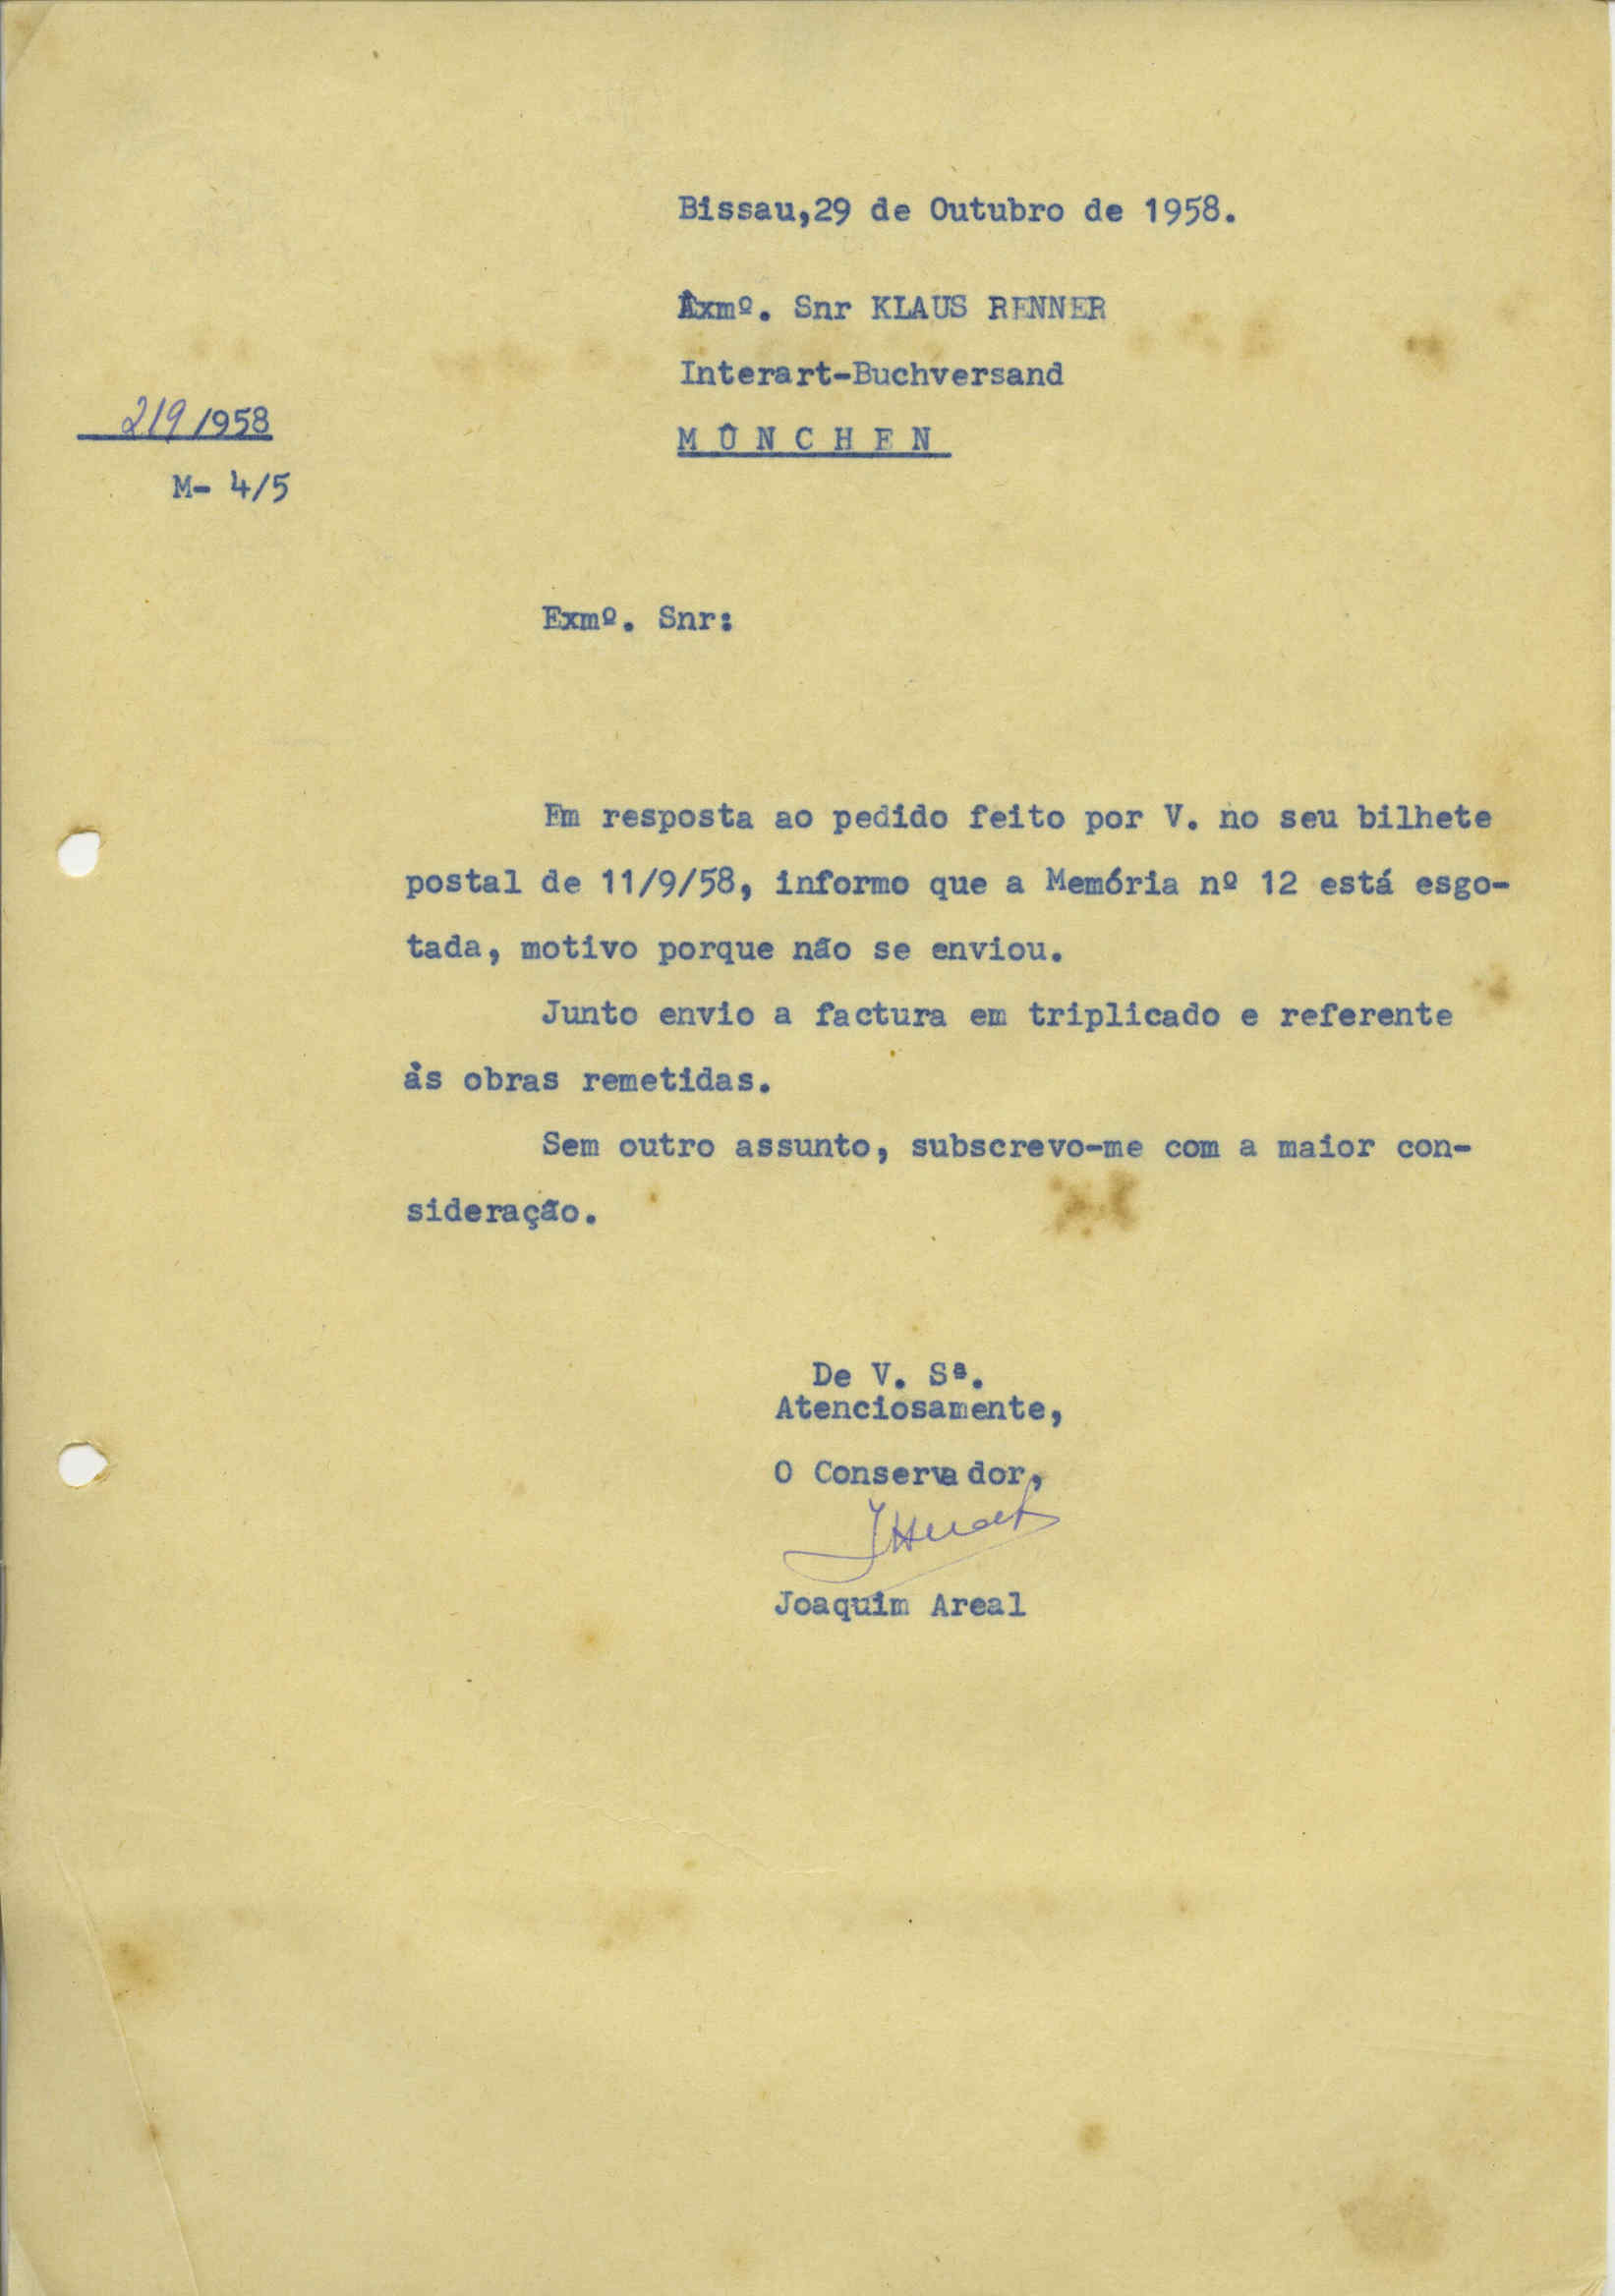 Bissau,29 de Outubro de 1958.
Exmº. Snr KLAUS RENNER
Interart-Buchversand
219/1958
MÛNCHEN
M- 4/5
Exmº. Snr:
Em resposta ao pedido feito por V. no seu bilhete
postal de 11/9/58, informo que a Memória nº 12 está esgo-
tada, motivo porque não se enviou.
Junto envio a factura em triplicado e referente
às obras remetidas.
Sem outro assunto, subscrevo-me com a maior con-
sideração.
De V. Sª.
Atenciosamente,
O Conservador,
Joaquim Areal